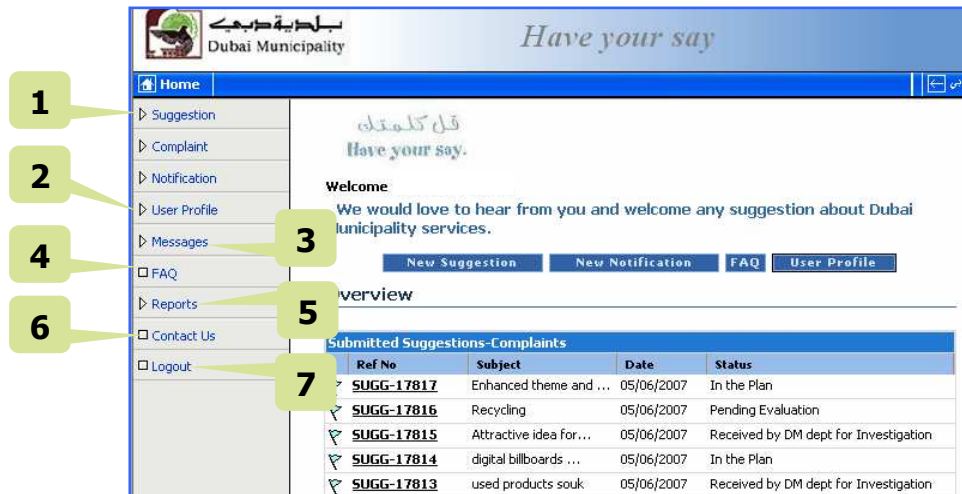 بلدية دبي
Dubai Municipality
Have your say
Home
1
Suggestion
Complaint
Notification
2
User Profile
3
Messages
4
FAQ
5
Reports
6
Contact Us
7
Logout
قل كلمتك
Have your say.
Welcome
We would love to hear from you and welcome any suggestion about Dubai
unicipality services.
New Suggestion New Notification FAQ User Profile
verview
Submitted Suggestions-Complaints
Ref No Subject Date Status
SUGG-17817 Enhanced theme and ... 05/06/2007 In the Plan
SUGG-17816 Recycling 05/06/2007 Pending Evaluation
SUGG-17815 Attractive idea for... 05/06/2007 Received by DM dept for Investigation
SUGG-17814 digital billboards ... 05/06/2007 In the Plan
SUGG-17813 used products souk 05/06/2007 Received by DM dept for Investigation